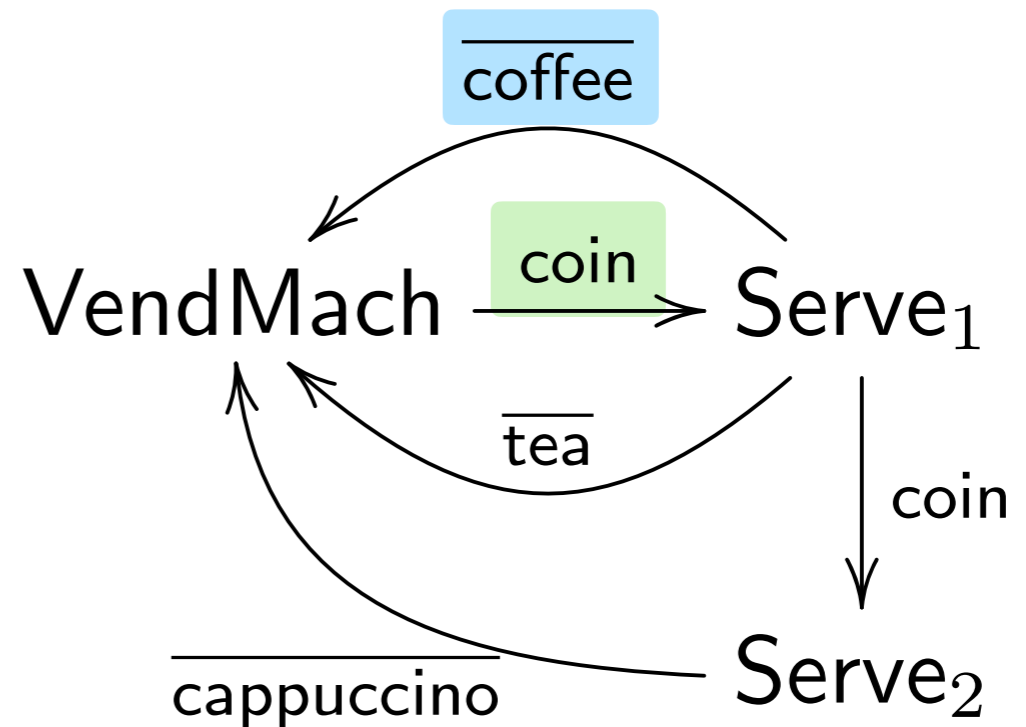 coffee
VendMach
coin
Serve₁
tea
coin
cappuccino
Serve₂